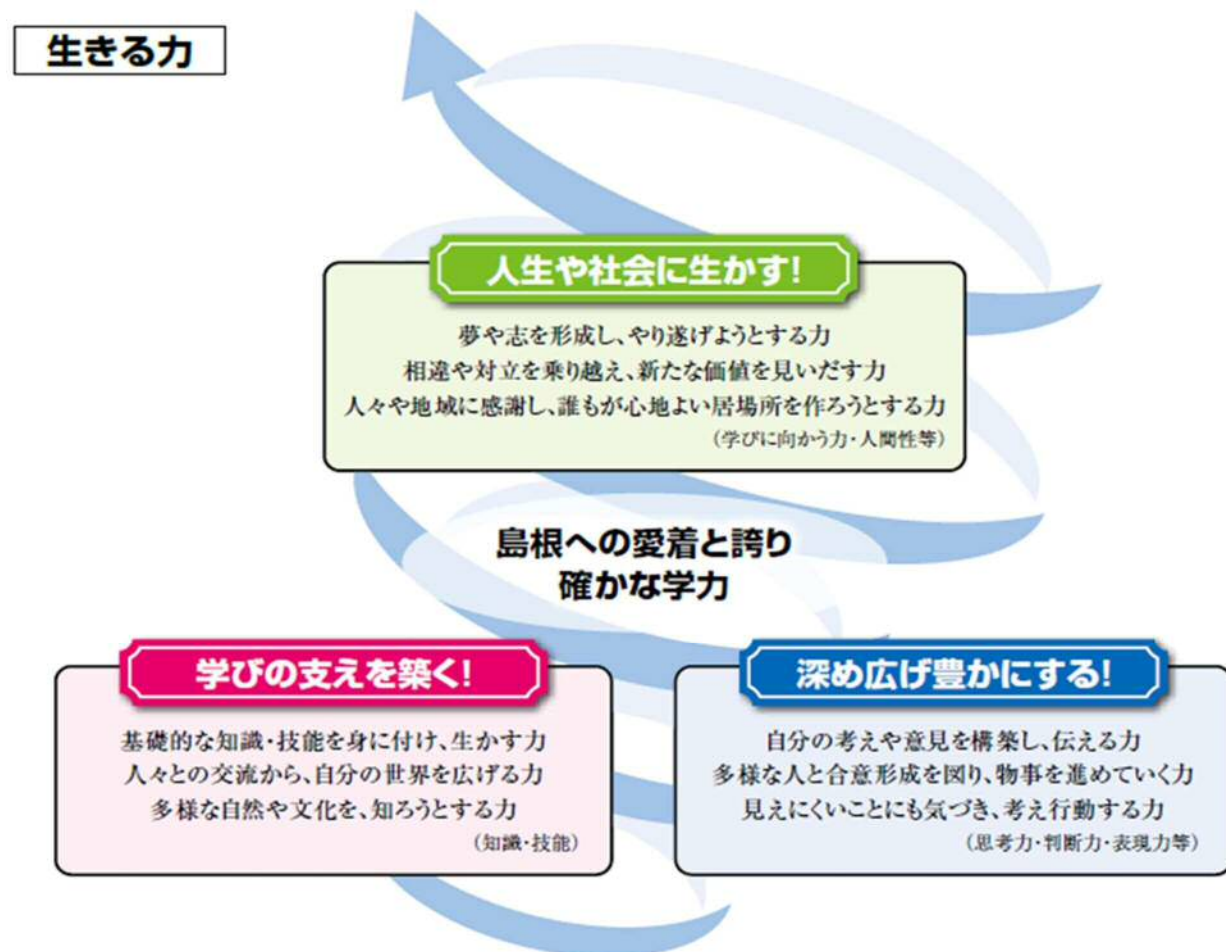 生きる力
人生や社会に生かす!
夢や志を形成し、やり遂げようとする力
相違や対立を乗り越え、新たな価値を見いだす力
人々や地域に感謝し、誰もが心地よい居場所を作ろうとする力
(学びに向かう力・人間性等)
島根への愛着と誇り
確かな学力
学びの支えを築く!
基礎的な知識・技能を身に付け、生かす力
人々との交流から、自分の世界を広げる力
多様な自然や文化を、知ろうとする力
(知識・技能)
深め広げ豊かにする!
自分の考えや意見を構築し、伝える力
多様な人と合意形成を図り、物事を進めていく力
見えにくいことにも気づき、考え行動する力
(思考力・判断力・表現力等)